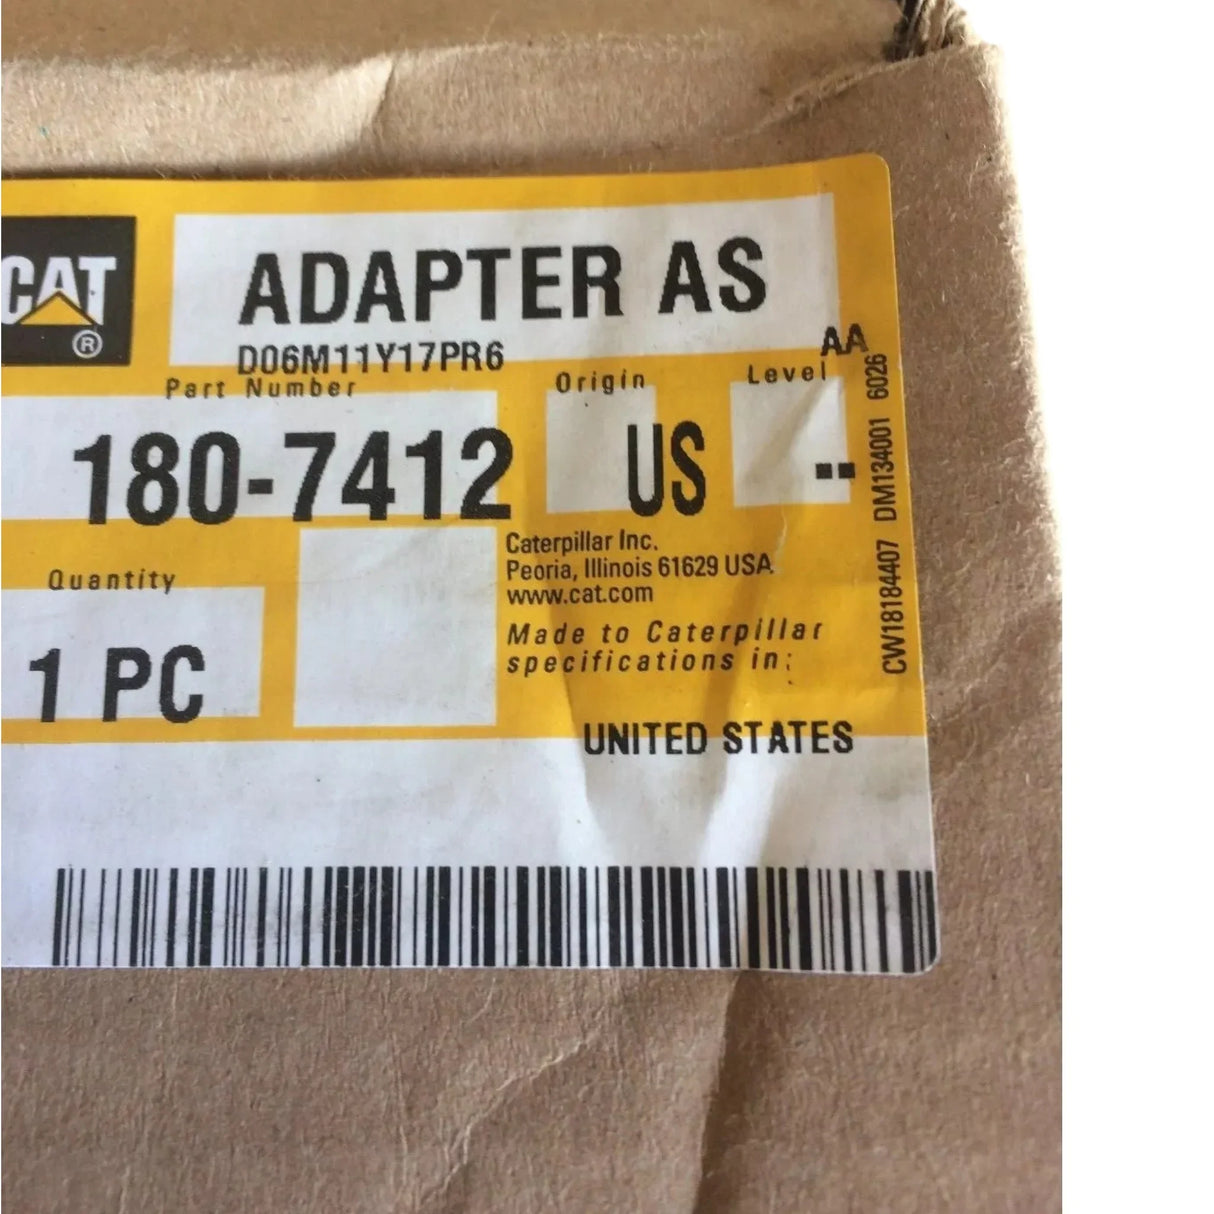 CAT
®
ADAPTER AS
D06M11Y17PR6
AA
Part Number
Origin
Level
180-7412
US
--
Caterpillar Inc.
Peoria, Illinois 61629 USA
www.cat.com
Quantity
1 PC
Made to Caterpillar
specifications in:
UNITED STATES
CW18184407 DM134001 6026